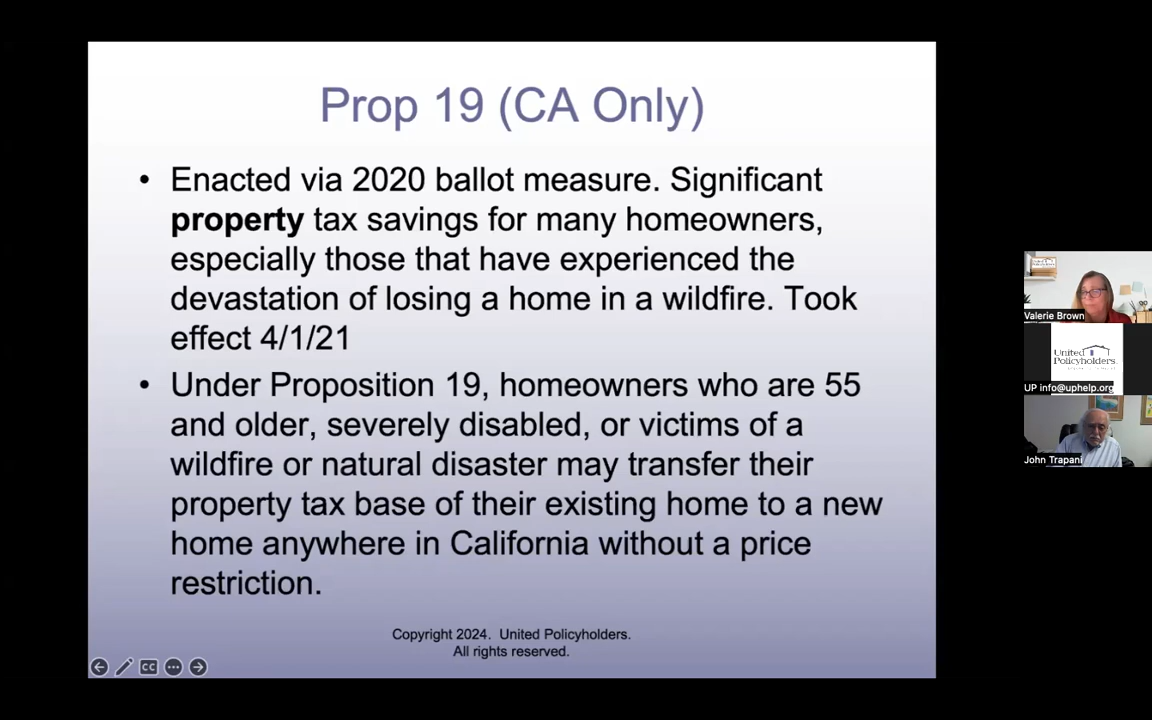 Prop 19 (CA Only)
• Enacted via 2020 ballot measure. Significant
property tax savings for many homeowners,
especially those that have experienced the
devastation of losing a home in a wildfire. Took
effect 4/1/21
• Under Proposition 19, homeowners who are 55
and older, severely disabled, or victims of a
wildfire or natural disaster may transfer their
property tax base of their existing home to a new
home anywhere in California without a price
restriction.
Copyright 2024. United Policyholders.
All rights reserved.
CC
Valerie Brown
United
Policyholders
UP info@uphelp.org
John Trapani